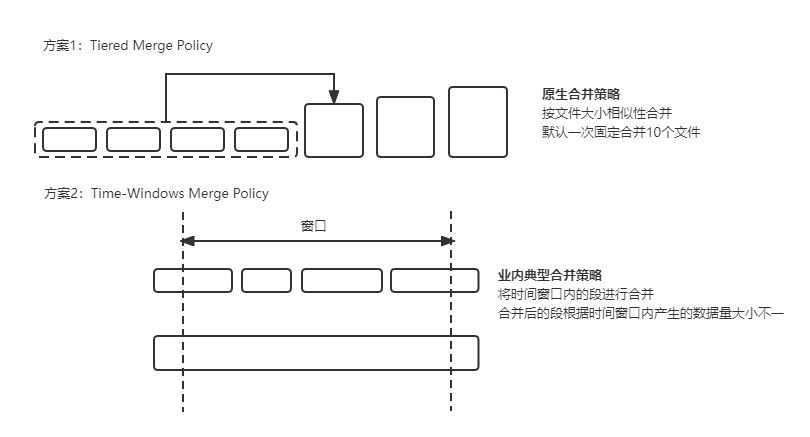 方案1：Tiered Merge Policy
原生合并策略
按文件大小相似性合并
默认一次固定合并10个文件
方案2：Time-Windows Merge Policy
窗口
业内典型合并策略
将时间窗口内的段进行合并
合并后的段根据时间窗口内产生的数据量大小不一